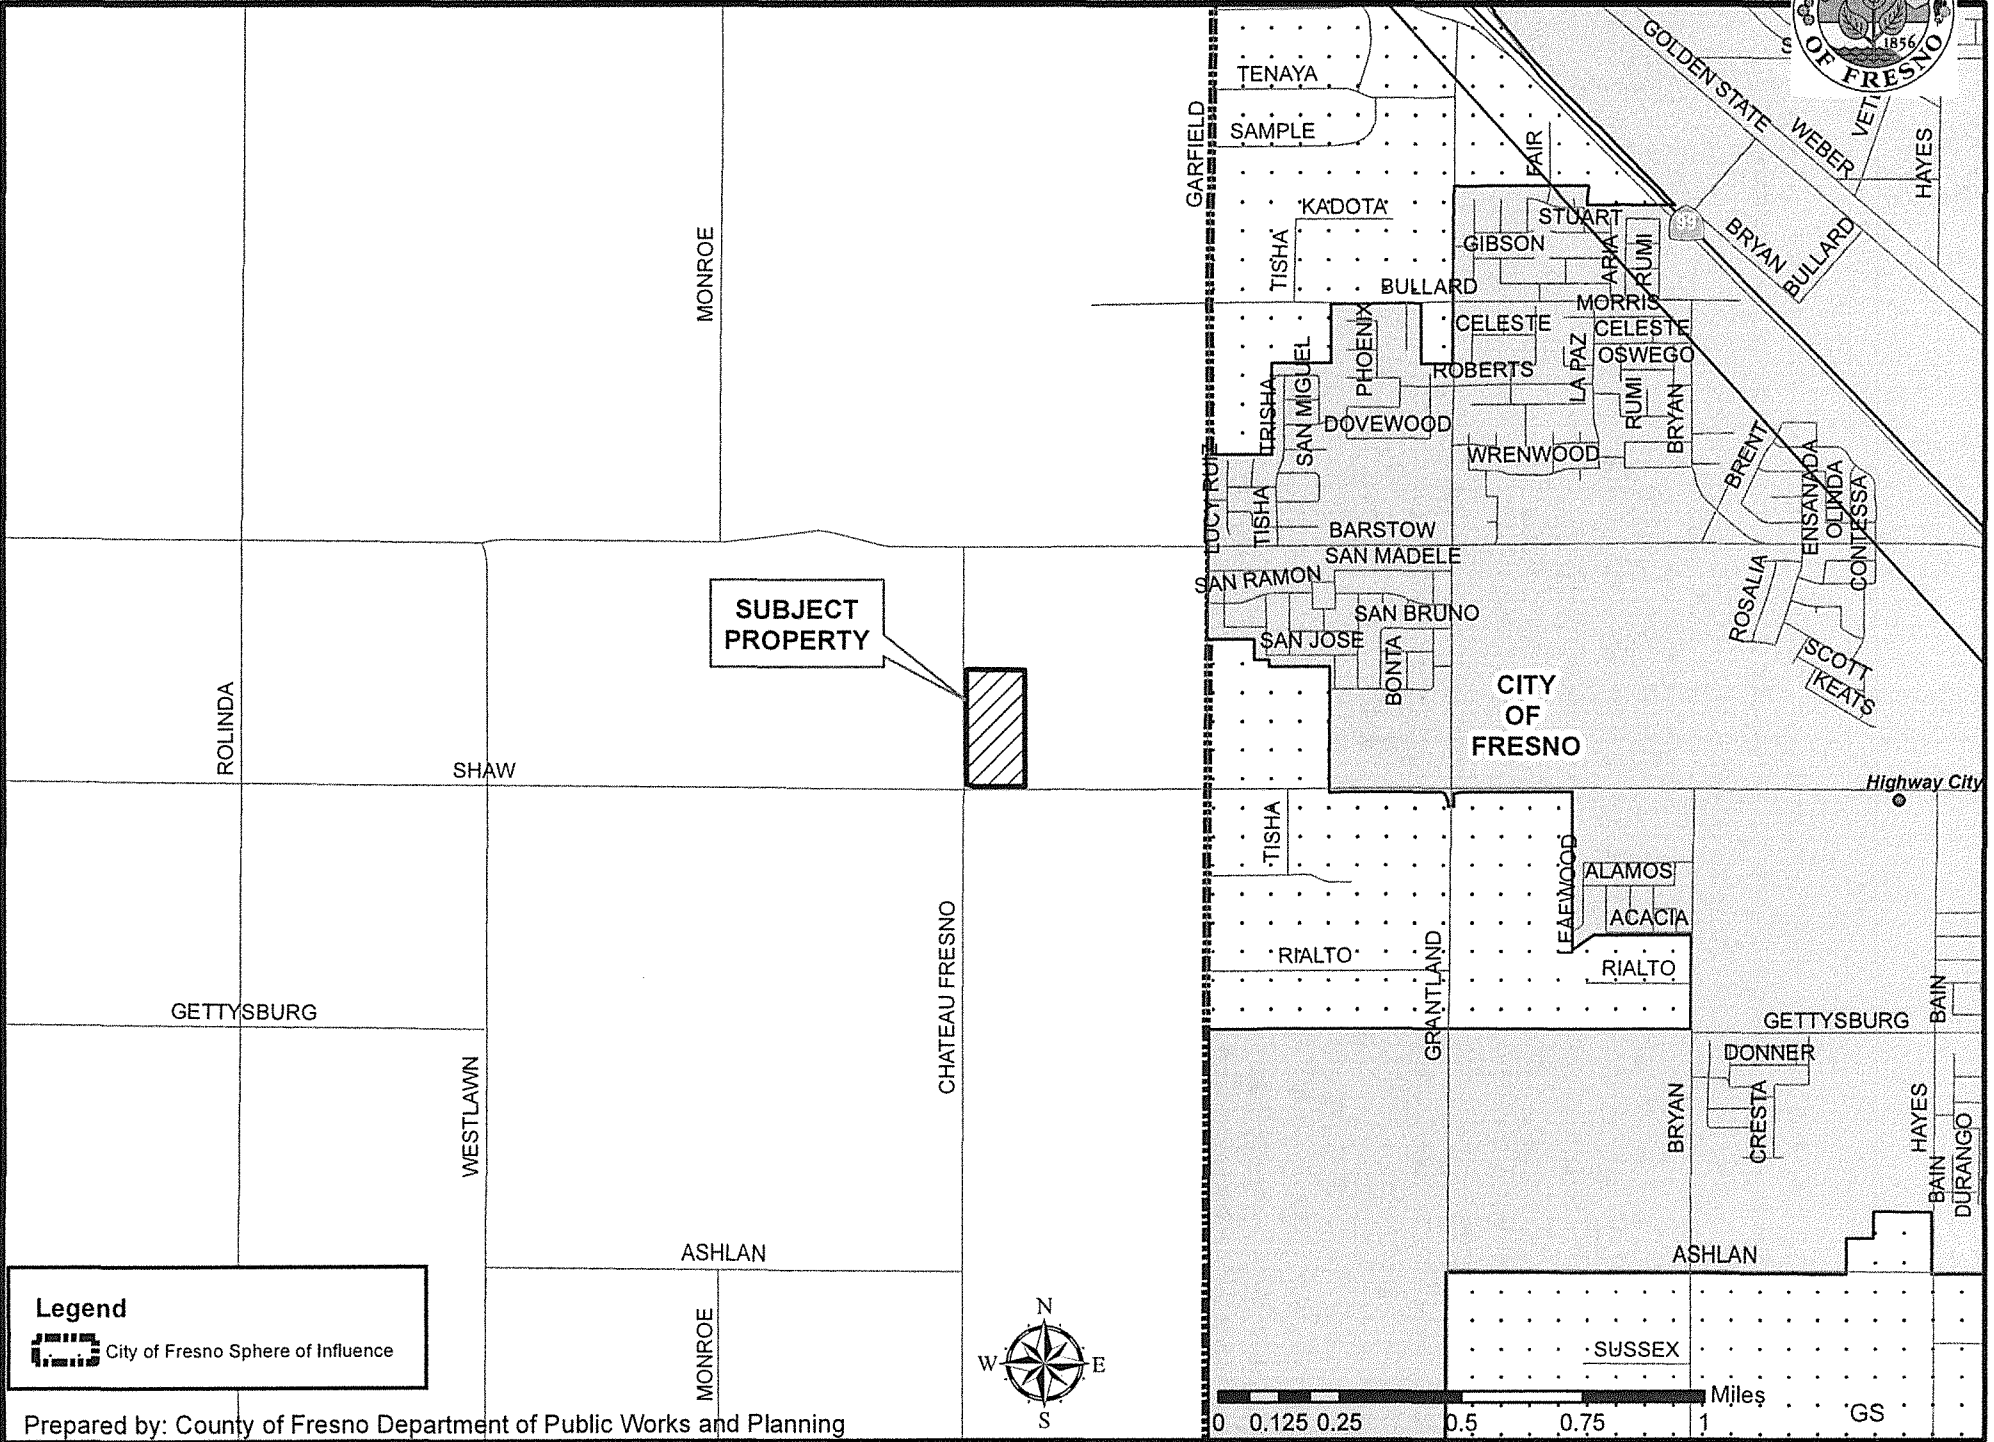 1856
OF FRESNO
GOLDEN STATE
WEBER
HAYES
TENAYA
SAMPLE
GARFIELD
FAIR
MONROE
KADOTA
TISHA
STUART
GIBSON
ARIA
RUMI
99
BRYAN
BULLARD
BULLARD
MORRIS
PHOENIX
CELESTE
CELESTE
OSWEGO
LA PAZ
ROBERTS
SAN MIGUEL
TRISHA
RUMI
BRYAN
DOVEWOOD
WRENWOOD
BRENT
ENSANADA
OLINDA
CONTESSA
LUCY RUIZ
TISHA
BARSTOW
SAN MADELE
SAN RAMON
SAN BRUNO
SAN JOSE
BONTA
ROSALIA
SCOTT
KEATS
SUBJECT
PROPERTY
CITY
OF
FRESNO
ROLINDA
SHAW
Highway City
TISHA
LEAFWOOD
ALAMOS
ACACIA
CHATEAU FRESNO
RIALTO
GRANTLAND
RIALTO
BAIN
GETTYSBURG
GETTYSBURG
DONNER
WESTLAWN
BRYAN
CRESTA
HAYES
BAIN
DURANGO
ASHLAN
ASHLAN
MONROE
SUSSEX
Legend
City of Fresno Sphere of Influence
N
W E
S
Miles
0 0.125 0.25 0.5 0.75 1
GS
Prepared by: County of Fresno Department of Public Works and Planning